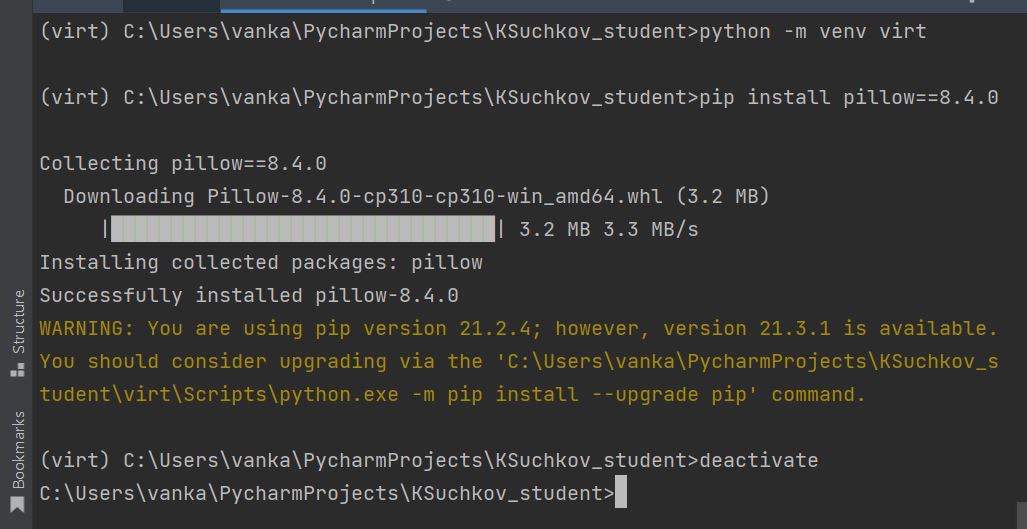 (virt) C:\Users\vanka\PycharmProjects\KSuchkov_student>python -m venv virt
(virt) C:\Users\vanka\PycharmProjects\KSuchkov_student>pip install pillow==8.4.0
Collecting pillow==8.4.0
  Downloading Pillow-8.4.0-cp310-cp310-win_amd64.whl (3.2 MB)
     |████████████████████████████████| 3.2 MB 3.3 MB/s
Installing collected packages: pillow
Successfully installed pillow-8.4.0
WARNING: You are using pip version 21.2.4; however, version 21.3.1 is available.
You should consider upgrading via the 'C:\Users\vanka\PycharmProjects\KSuchkov_s
tudent\virt\Scripts\python.exe -m pip install --upgrade pip' command.
(virt) C:\Users\vanka\PycharmProjects\KSuchkov_student>deactivate
C:\Users\vanka\PycharmProjects\KSuchkov_student>
Structure
Bookmarks